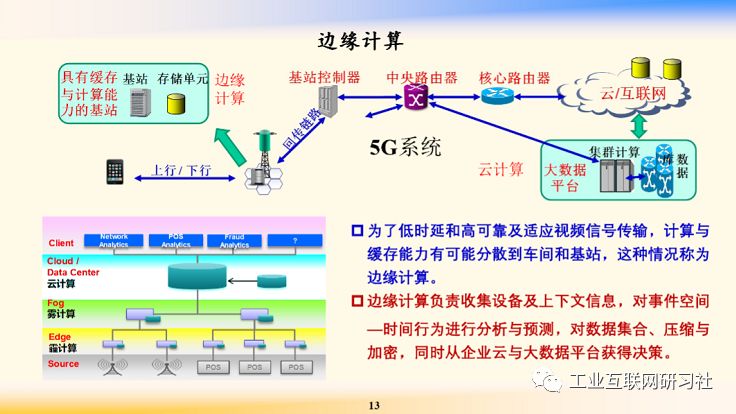 边缘计算
具有缓存
与计算能
力的基站
基站
存储单元
边缘
计算
基站控制器
中央路由器
核心路由器
云/互联网
回传链路
5G系统
上行/下行
云计算
集群计算
大数据
平台
数据库
Client
Network
Analytics
POS
Analytics
Fraud
Analytics
?
Cloud /
Data Center
云计算
Fog
雾计算
Edge
霾计算
Source
POS
POS
POS
为了低时延和高可靠及适应视频信号传输，计算与
缓存能力有可能分散到车间和基站，这种情况称为
边缘计算。
边缘计算负责收集设备及上下文信息，对事件空间
—时间行为进行分析与预测，对数据集合、压缩与
加密，同时从企业云与大数据平台获得决策。
工业互联网研习社
13